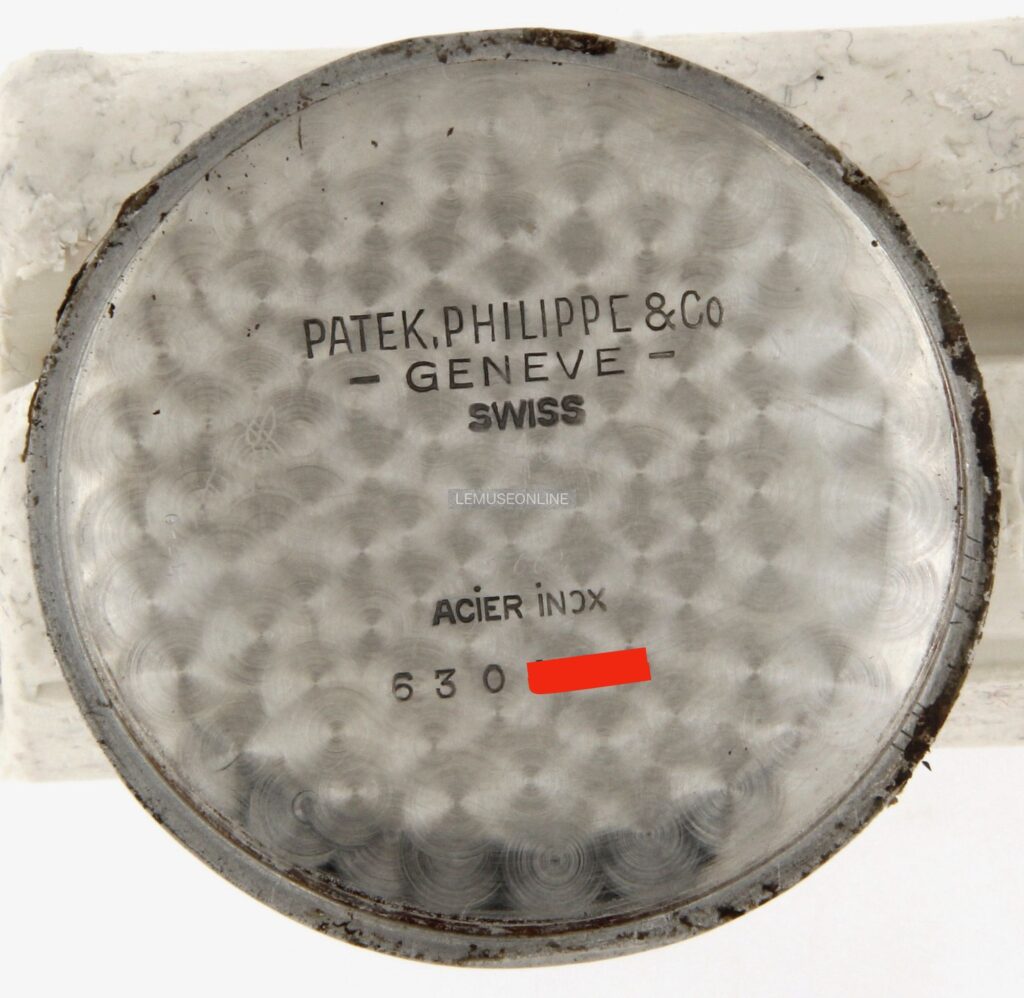 PATEK, PHILIPPE & Co
- GENEVE -
SWISS
LEMUSEONLINE
ACIER INOX
630